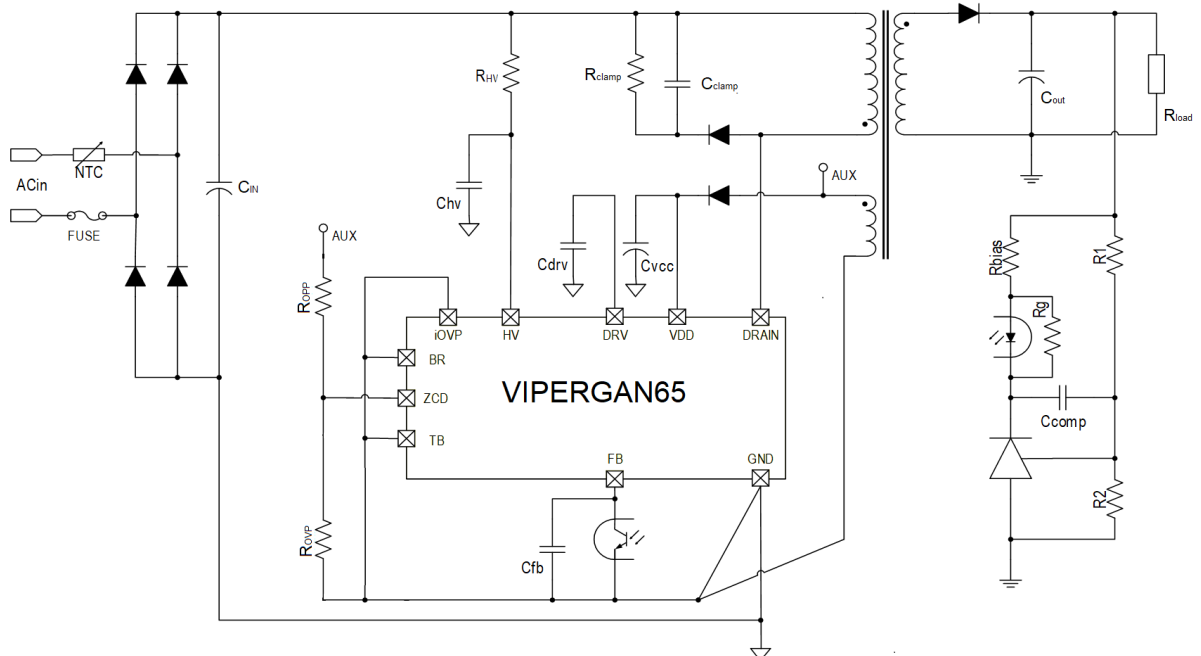 RHV
Rclamp
Cclamp
Cout
Rload
NTC
ACin
CIN
FUSE
Chv
AUX
AUX
Cdrv
Cvcc
Rbias
R1
ROPP
Rg
iOVP
HV
DRV
VDD
DRAIN
BR
ZCD
TB
VIPERGAN65
Ccomp
FB
GND
R2
ROVP
Cfb